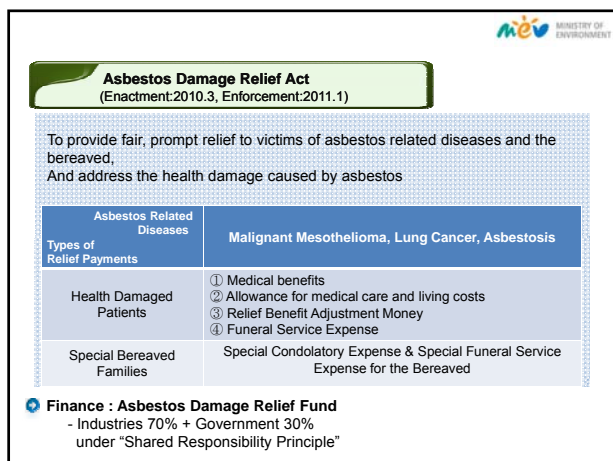 mev MINISTRY OF
ENVIRONMENT
Asbestos Damage Relief Act
(Enactment:2010.3, Enforcement:2011.1)
To provide fair, prompt relief to victims of asbestos related diseases and the
bereaved,
And address the health damage caused by asbestos
Asbestos Related
Diseases
Types of
Relief Payments
Malignant Mesothelioma, Lung Cancer, Asbestosis
Health Damaged
Patients
① Medical benefits
② Allowance for medical care and living costs
③ Relief Benefit Adjustment Money
④ Funeral Service Expense
Special Bereaved
Families
Special Condolatory Expense & Special Funeral Service
Expense for the Bereaved
Finance : Asbestos Damage Relief Fund
- Industries 70% + Government 30%
under “Shared Responsibility Principle”